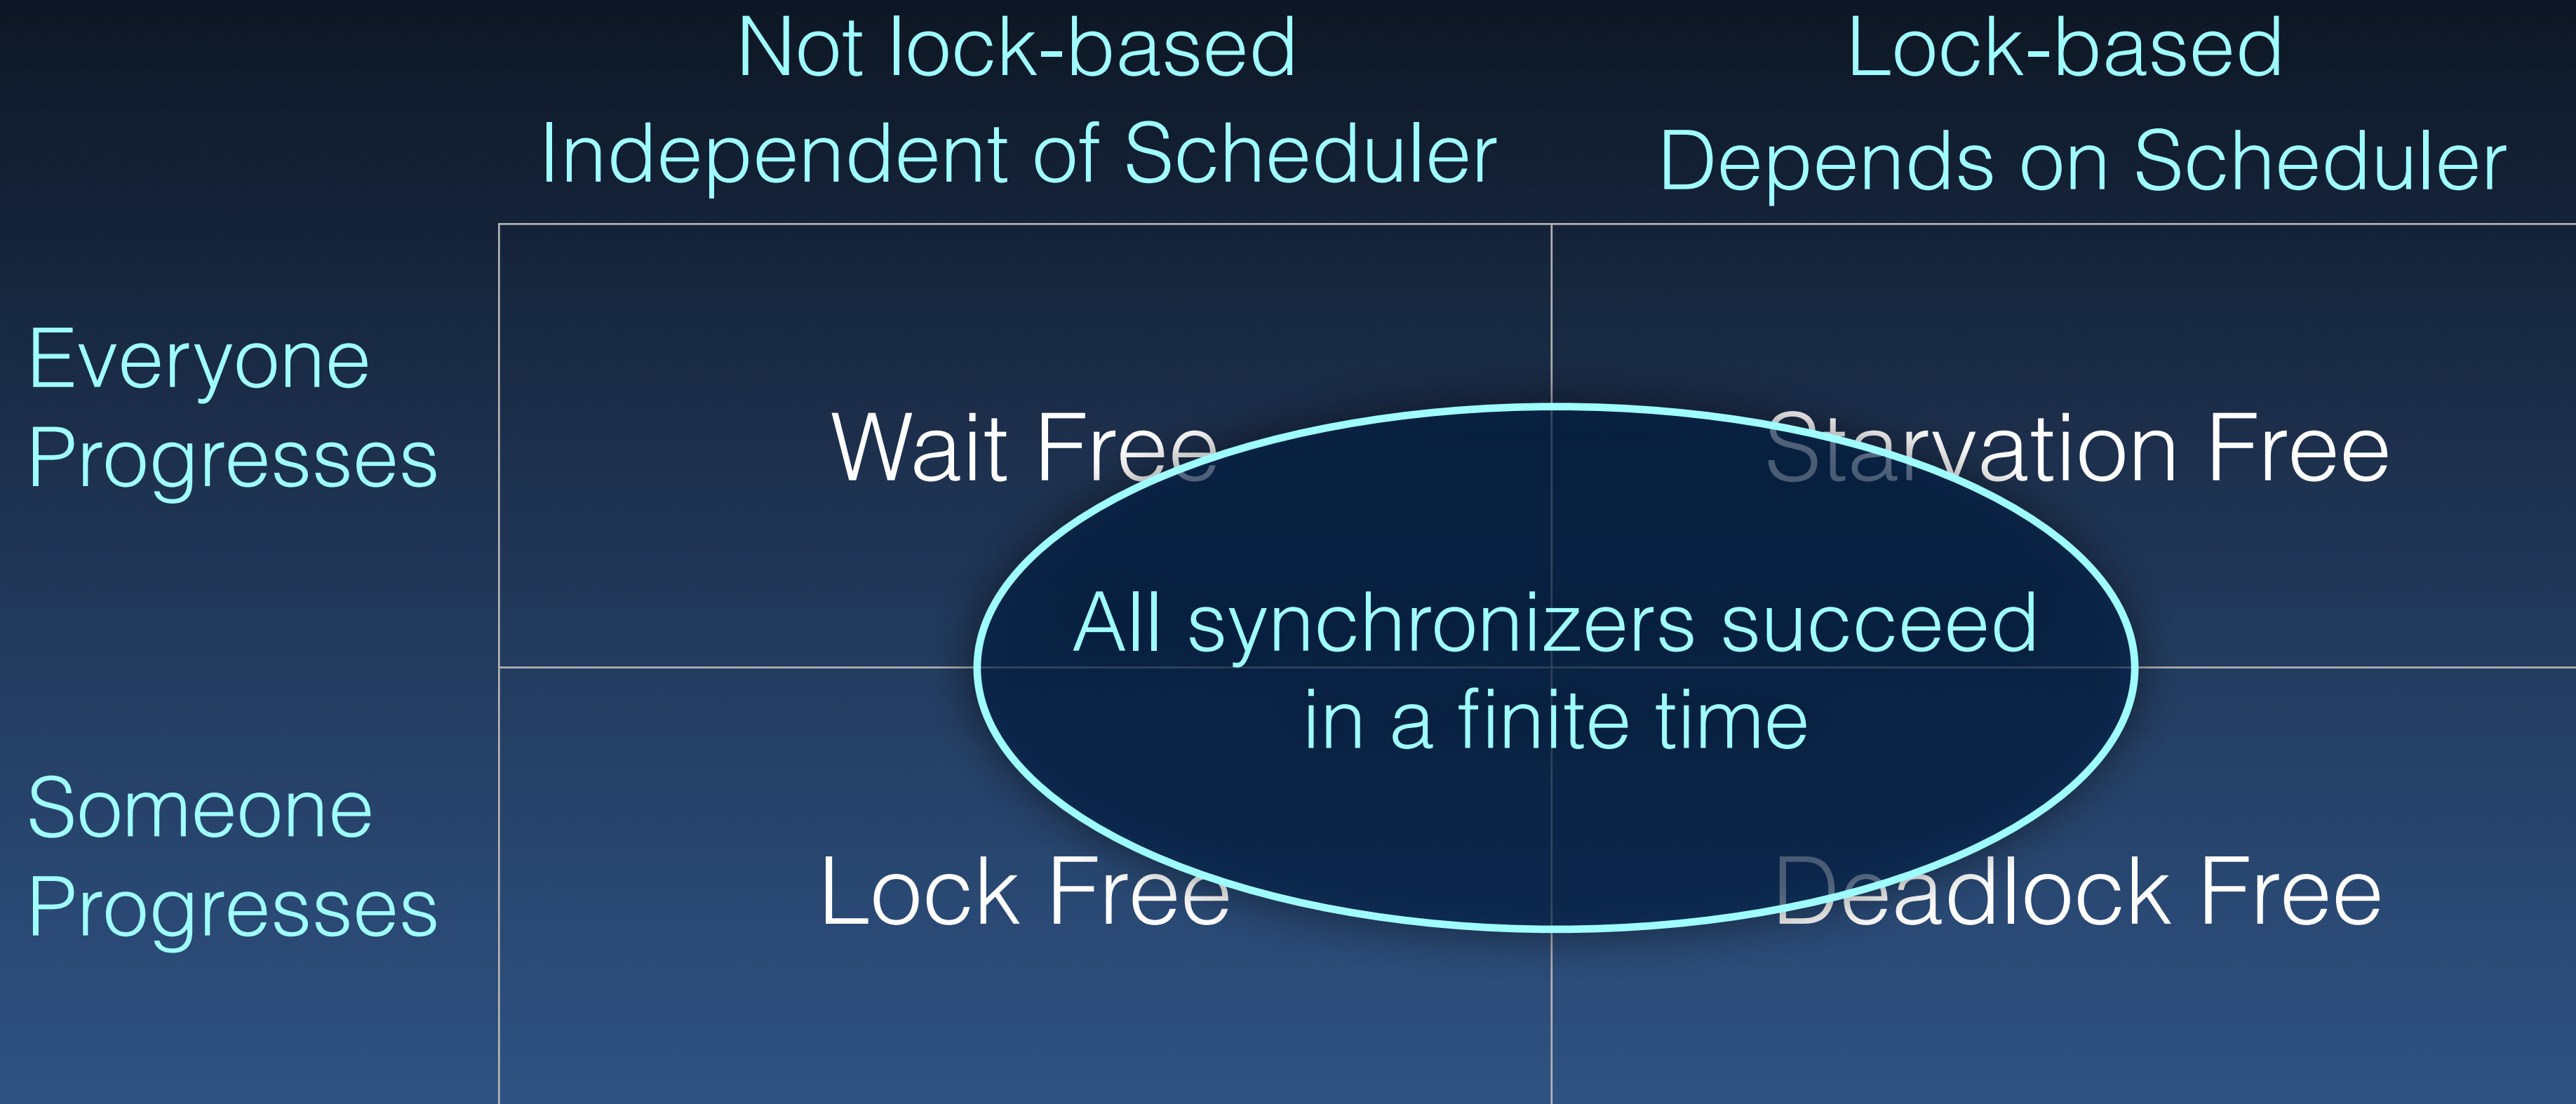 Not lock-based
Independent of Scheduler
Lock-based
Depends on Scheduler
Everyone
Progresses
Wait Free
Starvation Free
All synchronizers succeed
in a finite time
Someone
Progresses
Lock Free
Deadlock Free